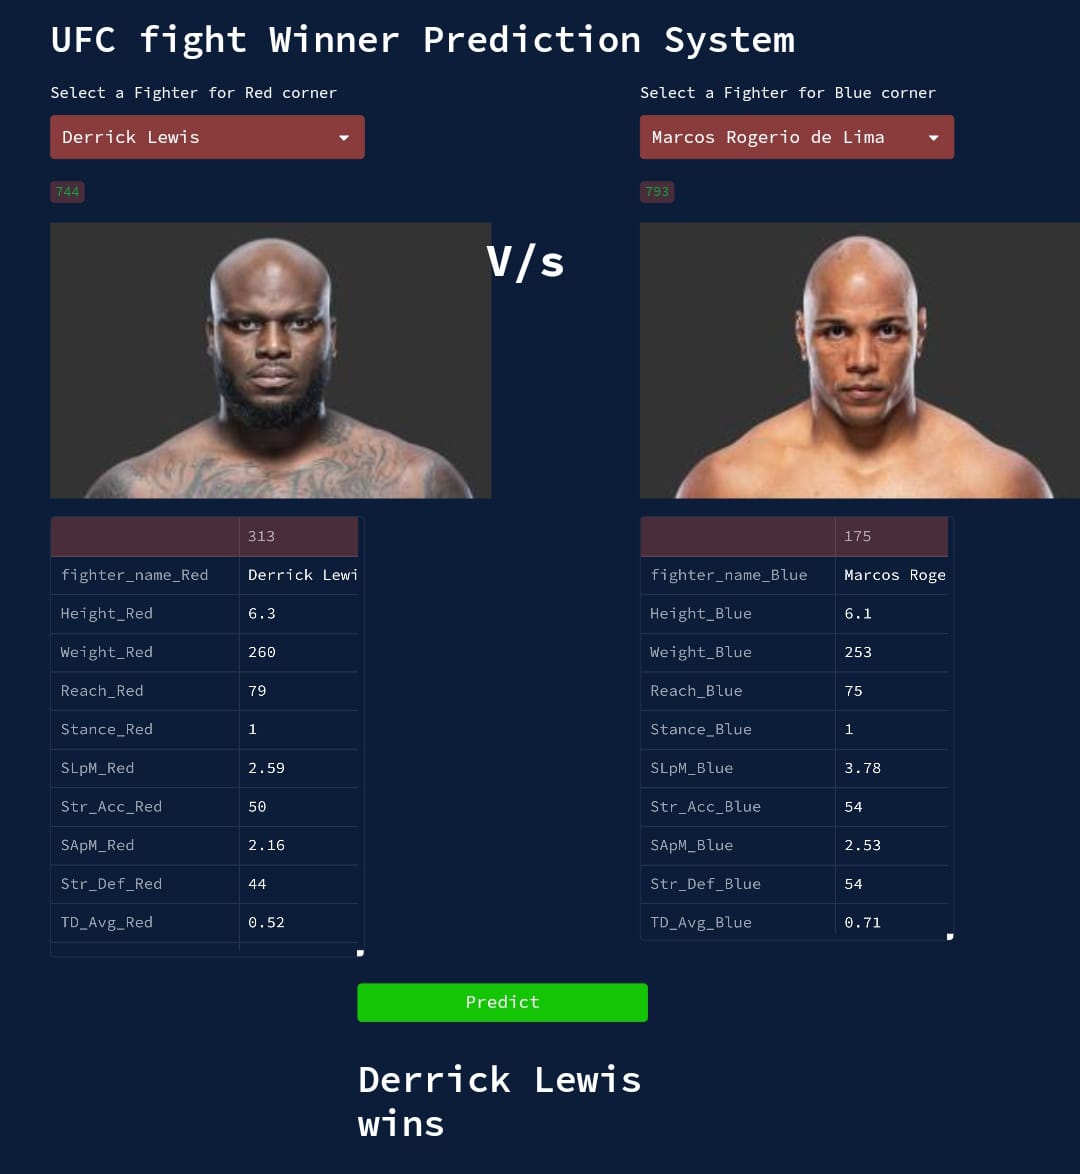 UFC fight Winner Prediction System
Select a Fighter for Red corner
Derrick Lewis
744
V/s
Select a Fighter for Blue corner
Marcos Rogerio de Lima
793
313
fighter_name_Red Derrick Lewi
Height_Red 6.3
Weight_Red 260
Reach_Red 79
Stance_Red 1
SLpM_Red 2.59
Str_Acc_Red 50
SApM_Red 2.16
Str_Def_Red 44
TD_Avg_Red 0.52
175
fighter_name_Blue Marcos Roge
Height_Blue 6.1
Weight_Blue 253
Reach_Blue 75
Stance_Blue 1
SLpM_Blue 3.78
Str_Acc_Blue 54
SApM_Blue 2.53
Str_Def_Blue 54
TD_Avg_Blue 0.71
Predict
Derrick Lewis
wins